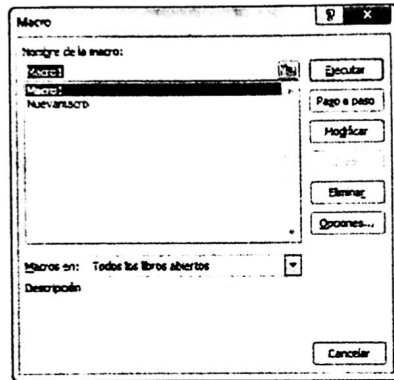 Macro
Nombre de la macro:
Macro1
Ejecutar
Macro1
Nuevamacro
Paso a paso
Modificar
Eliminar
Opciones...
Macros en: Todos los libros abiertos
Descripción
Cancelar